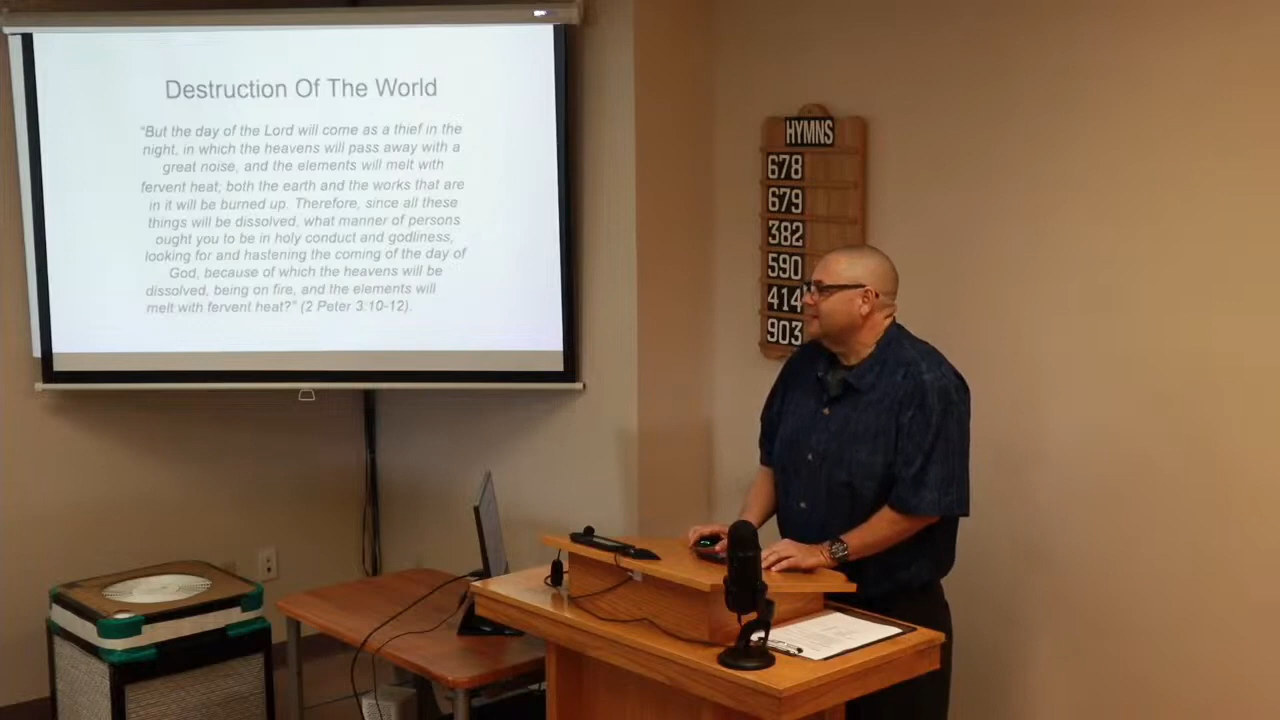 Destruction Of The World
“But the day of the Lord will come as a thief in the
night, in which the heavens will pass away with a
great noise, and the elements will melt with
fervent heat; both the earth and the works that are
in it will be burned up. Therefore, since all these
things will be dissolved, what manner of persons
ought you to be in holy conduct and godliness,
looking for and hastening the coming of the day of
God, because of which the heavens will be
dissolved, being on fire, and the elements will
melt with fervent heat?” (2 Peter 3:10-12).
HYMNS
678
679
382
590
414
903